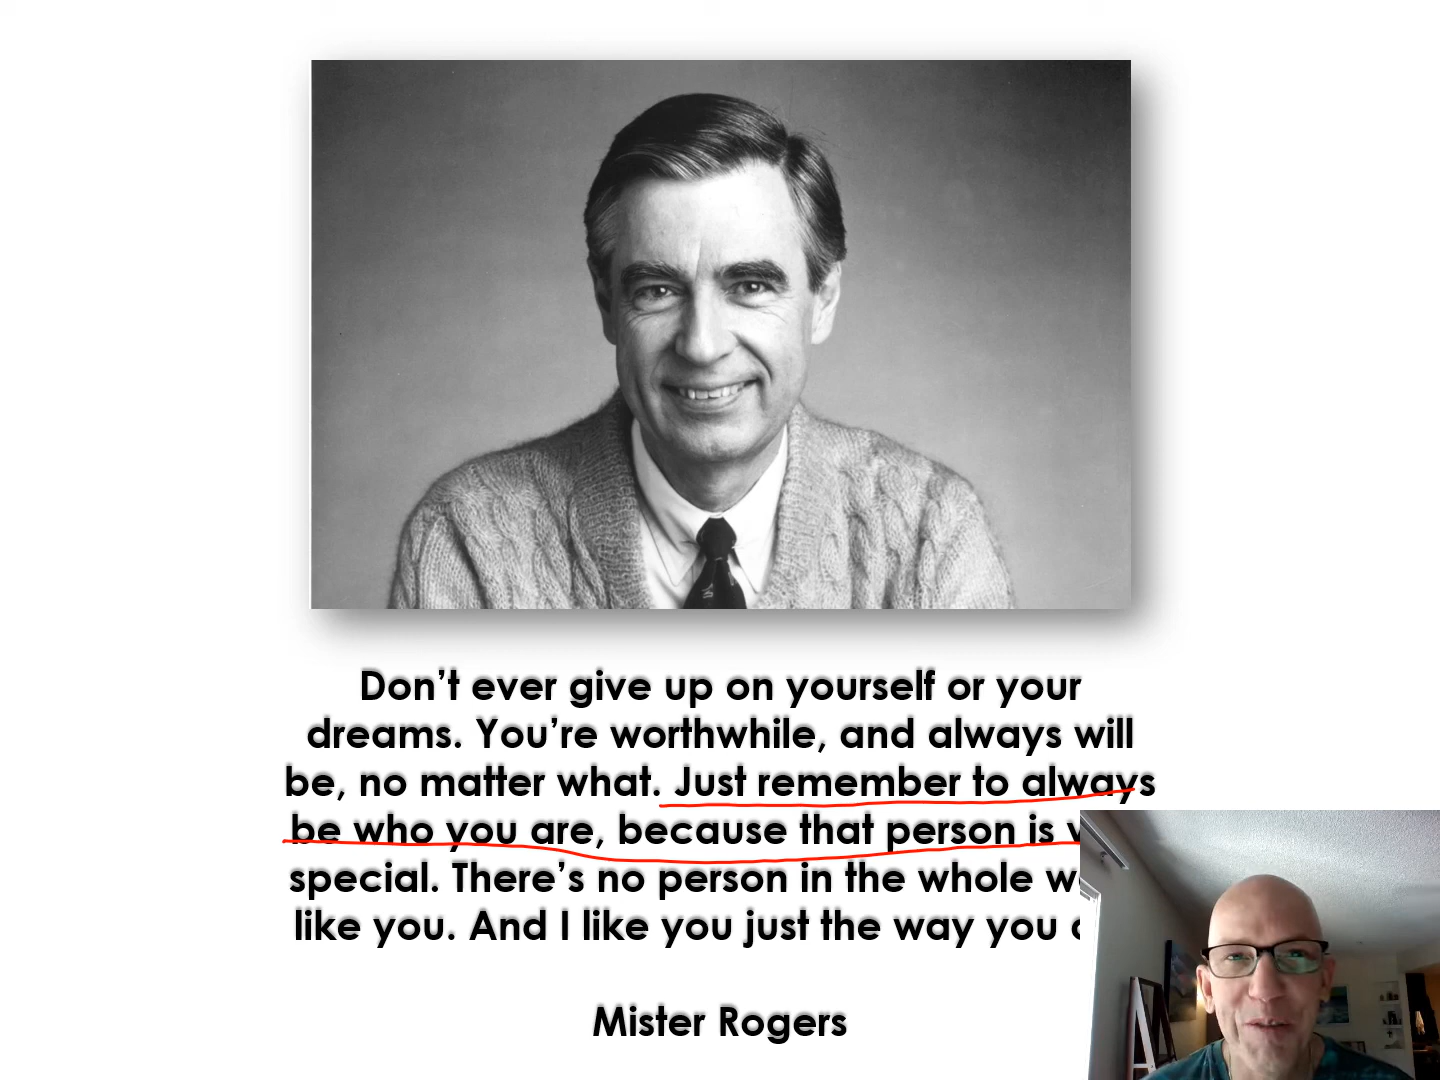 Don’t ever give up on yourself or your
dreams. You’re worthwhile, and always will
be, no matter what. Just remember to always
be who you are, because that person is
special. There’s no person in the whole
like you. And I like you just the way you
Mister Rogers